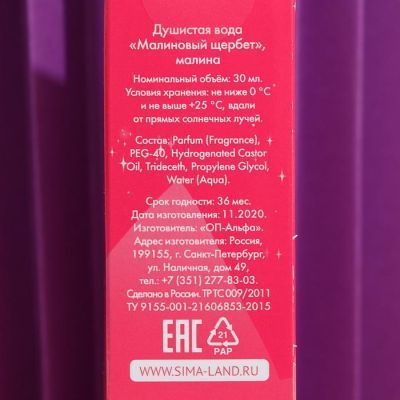 Душистая вода
«Малиновый щербет»,
малина
Номинальный объём: 30 мл.
Условия хранения: не ниже 0 °C
и не выше +25 °C, вдали
от прямых солнечных лучей.
Состав: Parfum (Fragrance),
PEG-40, Hydrogenated Castor
Oil, Trideceth, Propylene Glycol,
Water (Aqua).
Срок годности: 36 мес.
Дата изготовления: 11.2020.
Изготовитель: «ОП-Альфа».
Адрес изготовителя: Россия,
199155, г. Санкт-Петербург,
ул. Наличная, дом 49,
тел.: +7 (351) 277-83-03.
Сделано в России. ТР ТС 009/2011
ТУ 9155-001-21606853-2015
EAC
21
PAP
WWW.SIMA-LAND.RU